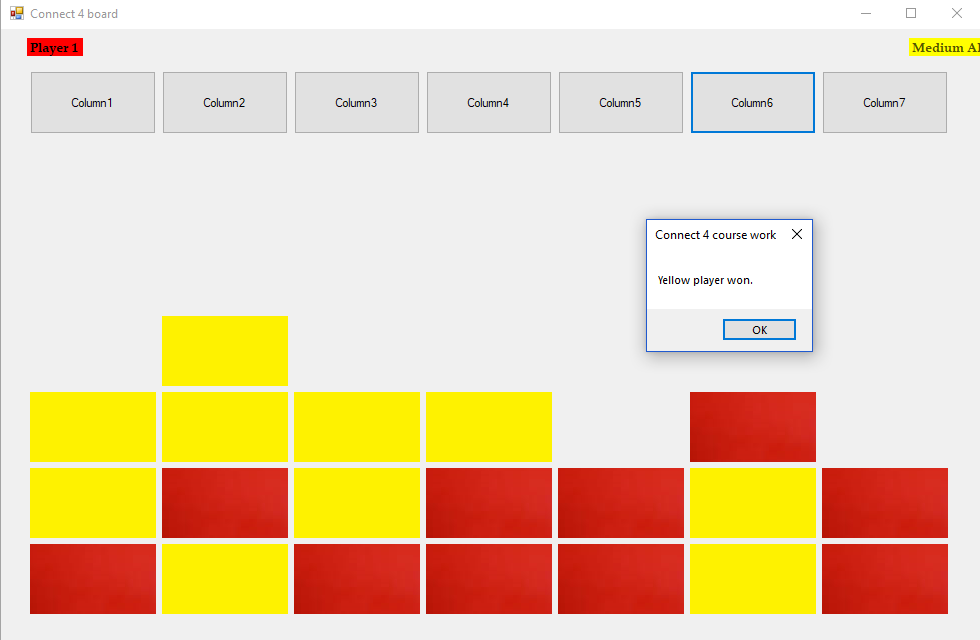 Connect 4 board
Player 1
Medium AI
Column1
Column2
Column3
Column4
Column5
Column6
Column7
Connect 4 course work
Yellow player won.
OK